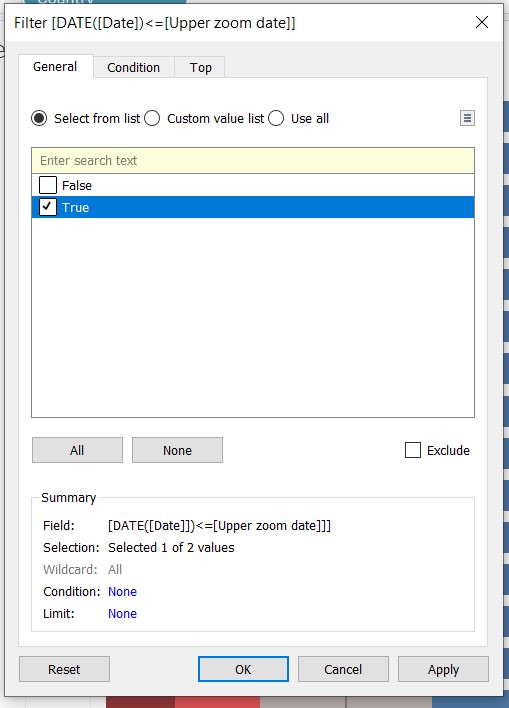 Country
Filter [DATE([Date])<=[Upper zoom date]]
General Condition Top
Select from list Custom value list Use all
Enter search text
False
True
All None Exclude
Summary
Field: [DATE([Date]])<=[Upper zoom date]]]
Selection: Selected 1 of 2 values
Wildcard: All
Condition: None
Limit: None
Reset OK Cancel Apply